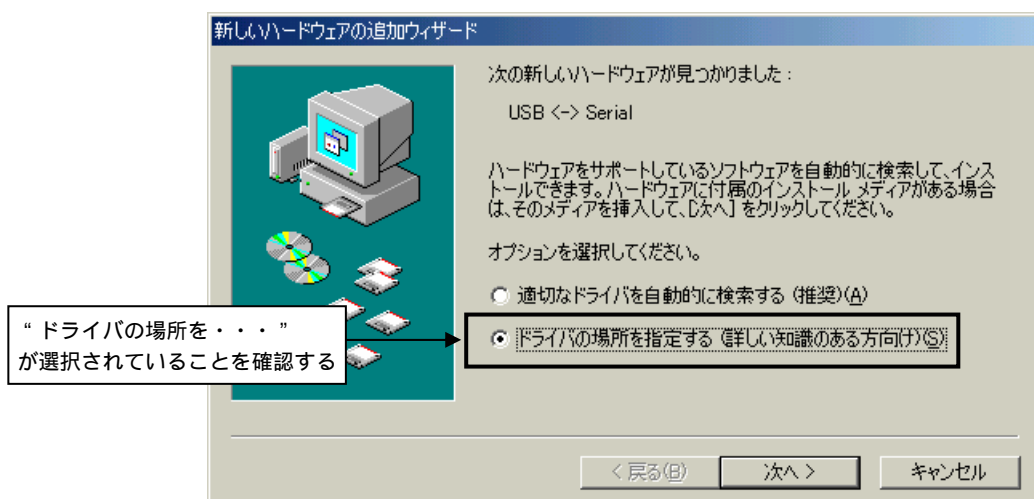 新しいハードウェアの追加ウィザード
次の新しいハードウェアが見つかりました :
USB <-> Serial
ハードウェアをサポートしているソフトウェアを自動的に検索して、インス
トールできます。ハードウェアに付属のインストール メディアがある場合
は、そのメディアを挿入して、[次へ] をクリックしてください。
オプションを選択してください。
適切なドライバを自動的に検索する (推奨)(A)
ドライバの場所を指定する (詳しい知識のある方向け)(S)
“ ドライバの場所を・・・ ”
が選択されていることを確認する
< 戻る(B)
次へ >
キャンセル